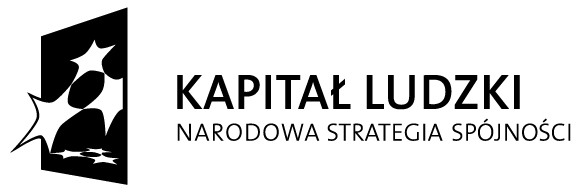 KAPITAŁ LUDZKI
NARODOWA STRATEGIA SPÓJNOŚCI